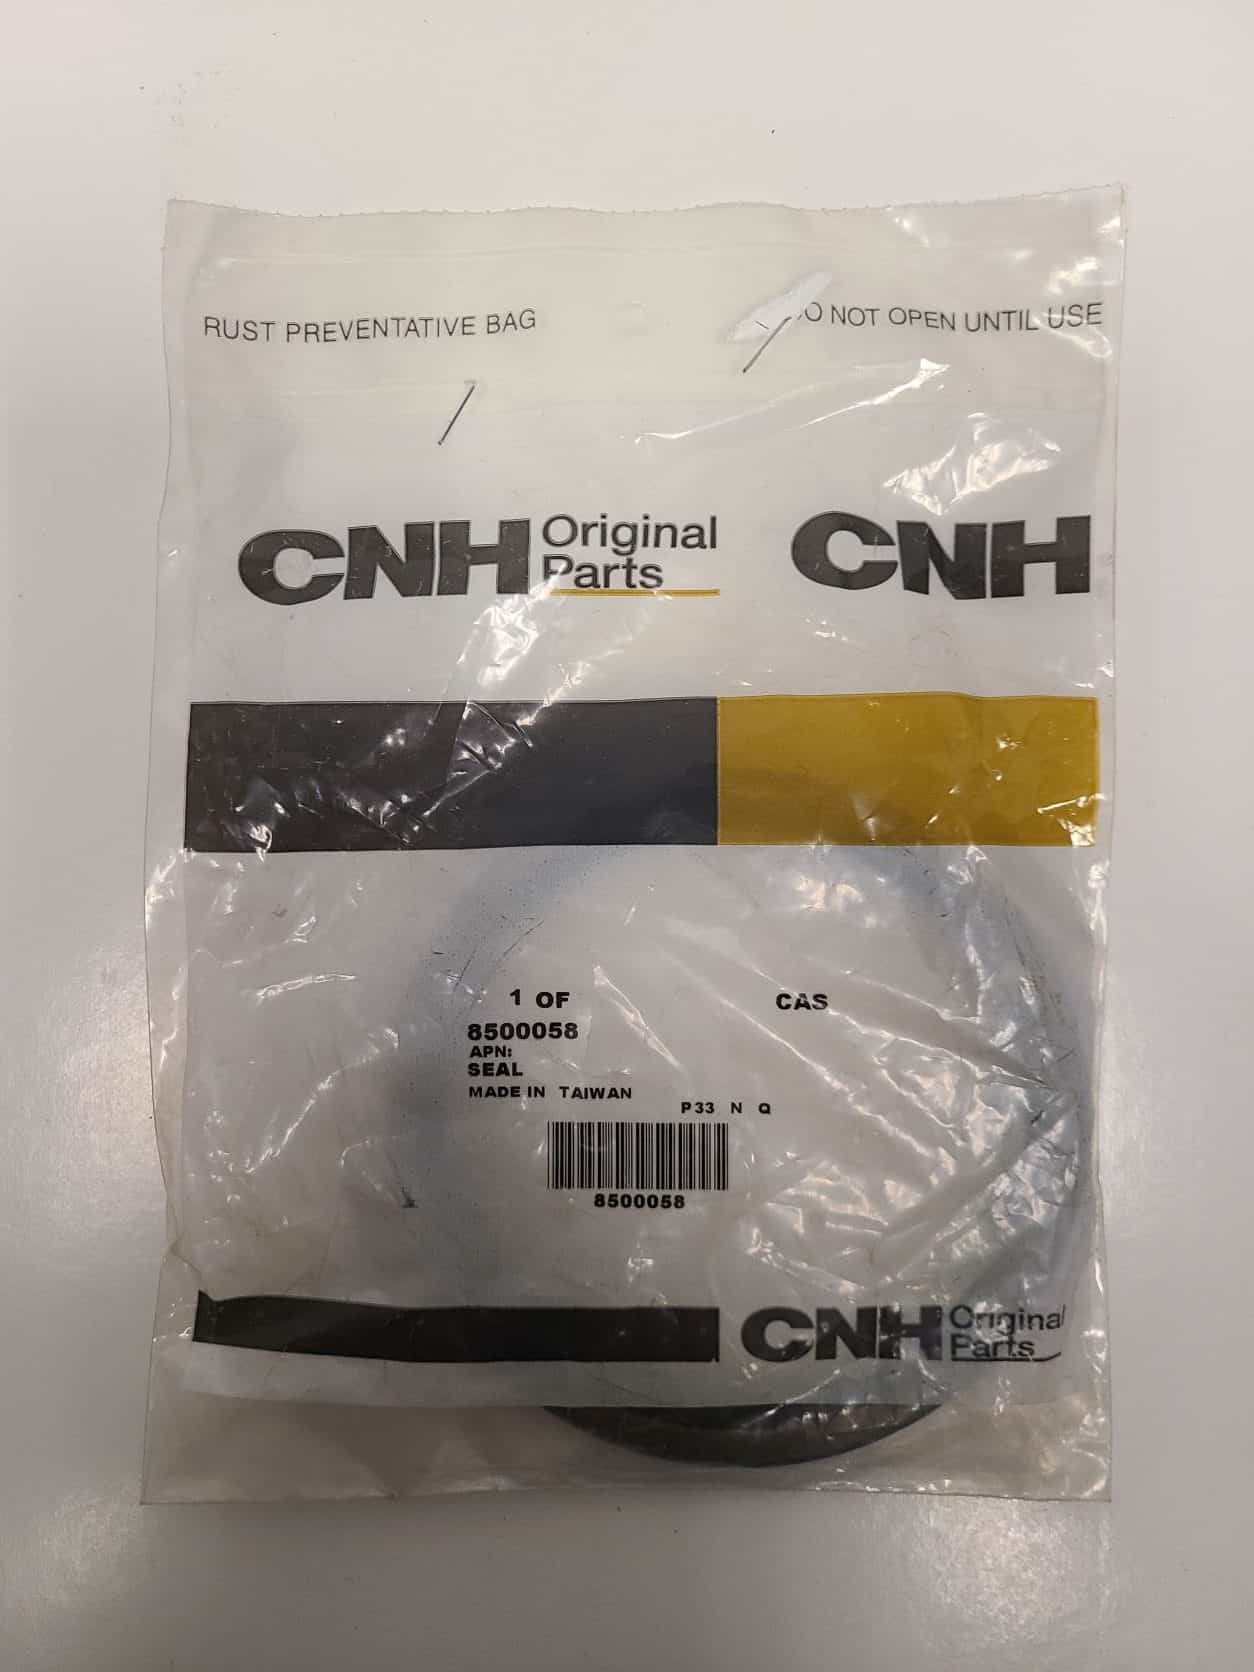 RUST PREVENTATIVE BAG
DO NOT OPEN UNTIL USE
CNH Original Parts
CNH
1 OF
CAS
8500058
APN:
SEAL
MADE IN TAIWAN
P33 N Q
8500058
CNH Original Parts